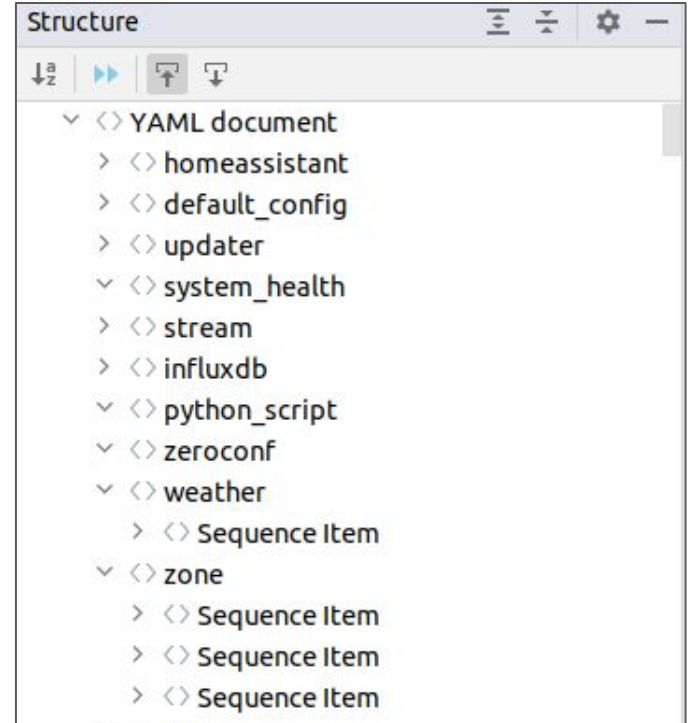 Structure
YAML document
homeassistant
default_config
updater
system_health
stream
influxdb
python_script
zeroconf
weather
Sequence Item
zone
Sequence Item
Sequence Item
Sequence Item